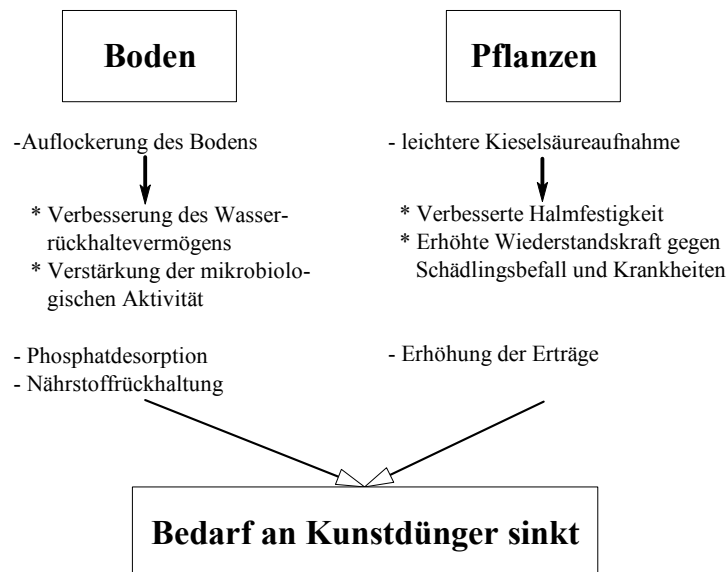 Boden
-Auflockerung des Bodens
* Verbesserung des Wasser-
rückhaltevermögens
* Verstärkung der mikrobiolo-
gischen Aktivität
- Phosphatdesorption
- Nährstoffrückhaltung
Pflanzen
- leichtere Kieselsäureaufnahme
* Verbesserte Halmfestigkeit
* Erhöhte Wiederstandskraft gegen
Schädlingsbefall und Krankheiten
- Erhöhung der Erträge
Bedarf an Kunstdünger sinkt